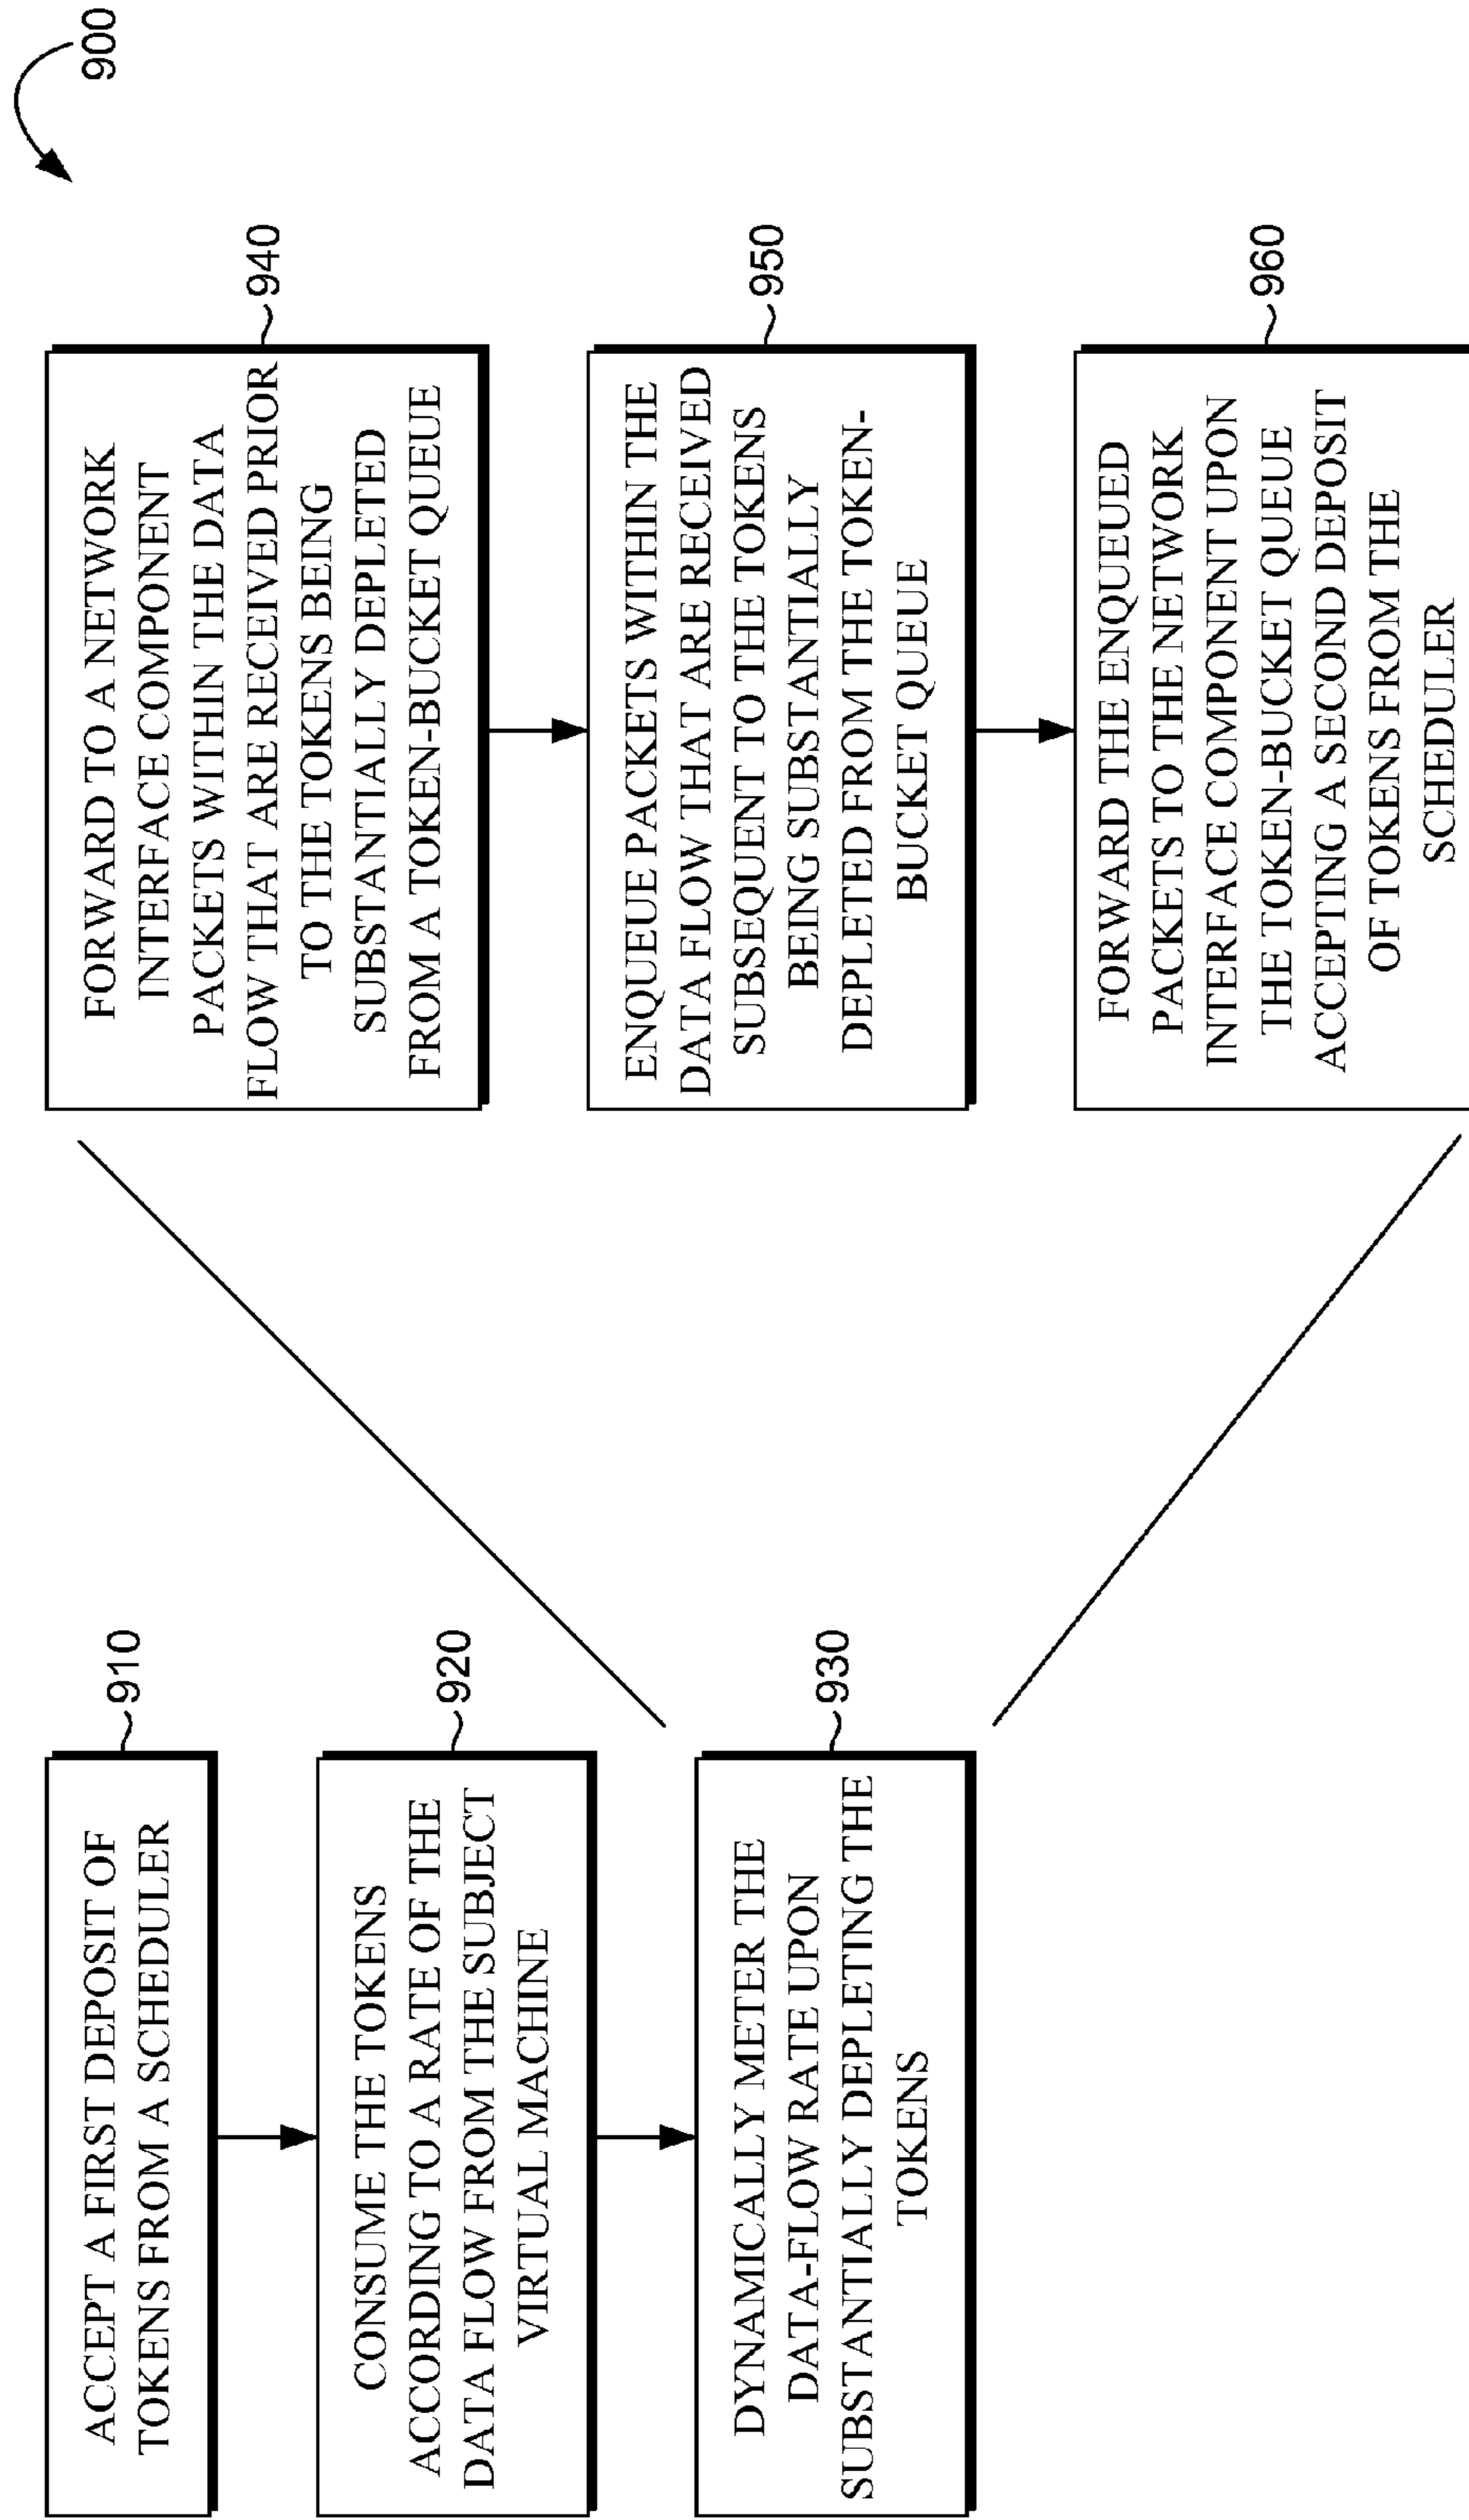 900
ACCEPT A FIRST DEPOSIT OF
TOKENS FROM A SCHEDULER
910
CONSUME THE TOKENS
ACCORDING TO A RATE OF THE
DATA FLOW FROM THE SUBJECT
VIRTUAL MACHINE
920
DYNAMICALLY METER THE
DATA-FLOW RATE UPON
SUBSTANTIALLY DEPLETING THE
TOKENS
930
FORWARD TO A NETWORK
INTERFACE COMPONENT
PACKETS WITHIN THE DATA
FLOW THAT ARE RECEIVED PRIOR
TO THE TOKENS BEING
SUBSTANTIALLY DEPLETED
FROM A TOKEN-BUCKET QUEUE
940
ENQUEUE PACKETS WITHIN THE
DATA FLOW THAT ARE RECEIVED
SUBSEQUENT TO THE TOKENS
BEING SUBSTANTIALLY
DEPLETED FROM THE TOKEN-
BUCKET QUEUE
950
FORWARD THE ENQUEUED
PACKETS TO THE NETWORK
INTERFACE COMPONENT UPON
THE TOKEN-BUCKET QUEUE
ACCEPTING A SECOND DEPOSIT
OF TOKENS FROM THE
SCHEDULER
960